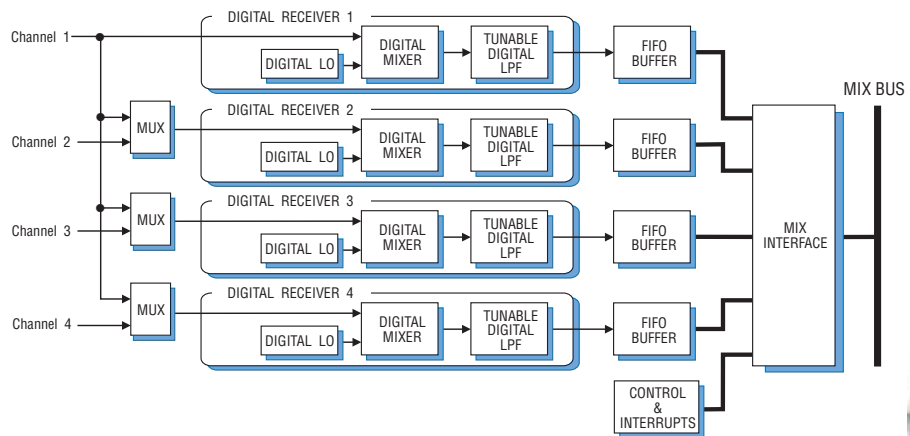 DIGITAL RECEIVER 1
Channel 1
DIGITAL LO
DIGITAL
MIXER
TUNABLE
DIGITAL
LPF
FIFO
BUFFER
MIX BUS
DIGITAL RECEIVER 2
MUX
Channel 2
DIGITAL LO
DIGITAL
MIXER
TUNABLE
DIGITAL
LPF
FIFO
BUFFER
DIGITAL RECEIVER 3
MUX
Channel 3
DIGITAL LO
DIGITAL
MIXER
TUNABLE
DIGITAL
LPF
FIFO
BUFFER
MIX
INTERFACE
DIGITAL RECEIVER 4
MUX
Channel 4
DIGITAL LO
DIGITAL
MIXER
TUNABLE
DIGITAL
LPF
FIFO
BUFFER
CONTROL
&
INTERRUPTS